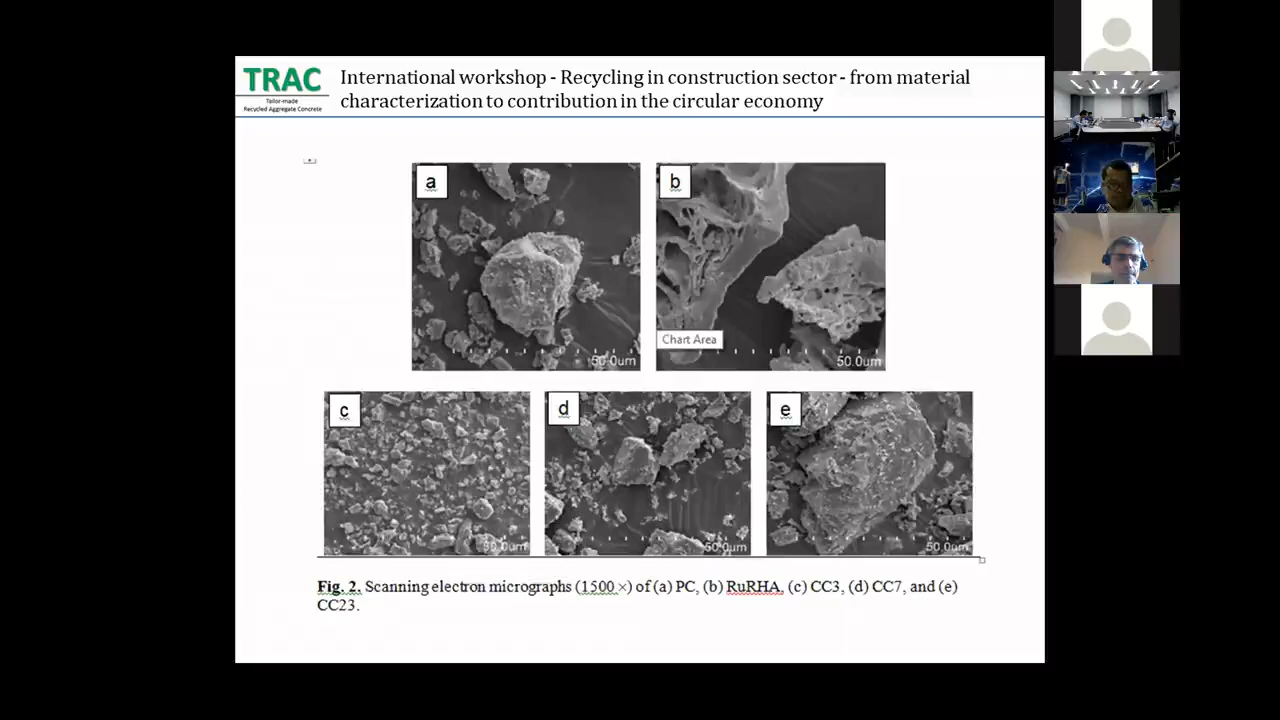 TRAC
Tailor-made
Recycled Aggregate Concrete
International workshop - Recycling in construction sector - from material
characterization to contribution in the circular economy
a
b
Chart Area
50.0um
50.0um
c
d
e
50.0um
50.0um
50.0um
Fig. 2. Scanning electron micrographs (1500 ×) of (a) PC, (b) RuRHA, (c) CC3, (d) CC7, and (e)
CC23.